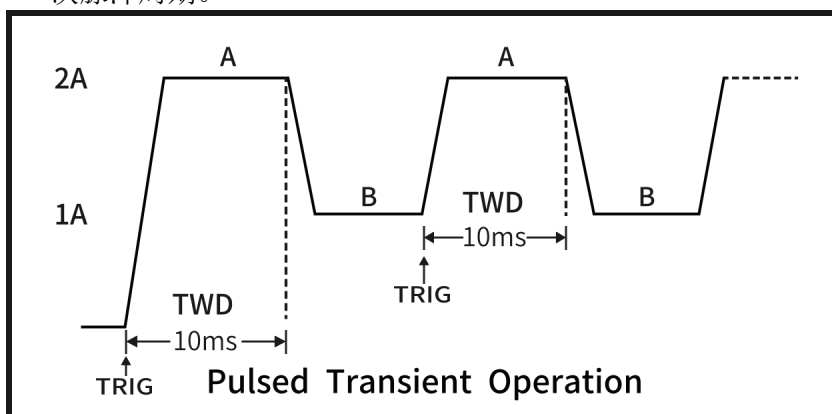 A
A
2A
B
B
1A
TWD
10ms
TRIG
TWD
10ms
TRIG
Pulsed Transient Operation